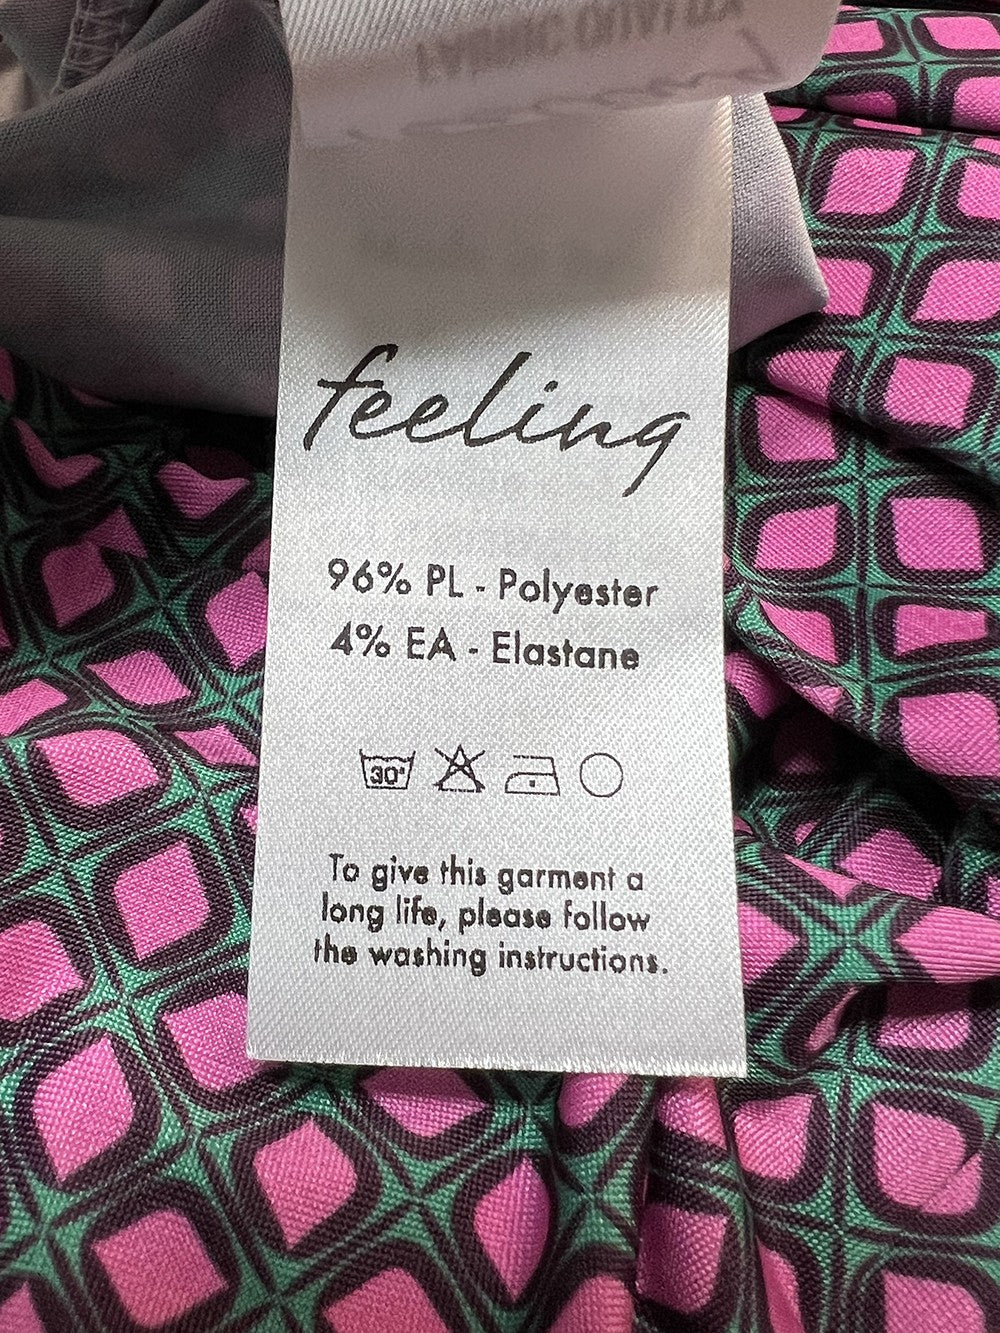 feeling
96% PL - Polyester
4% EA - Elastane
30°
To give this garment a
long life, please follow
the washing instructions.